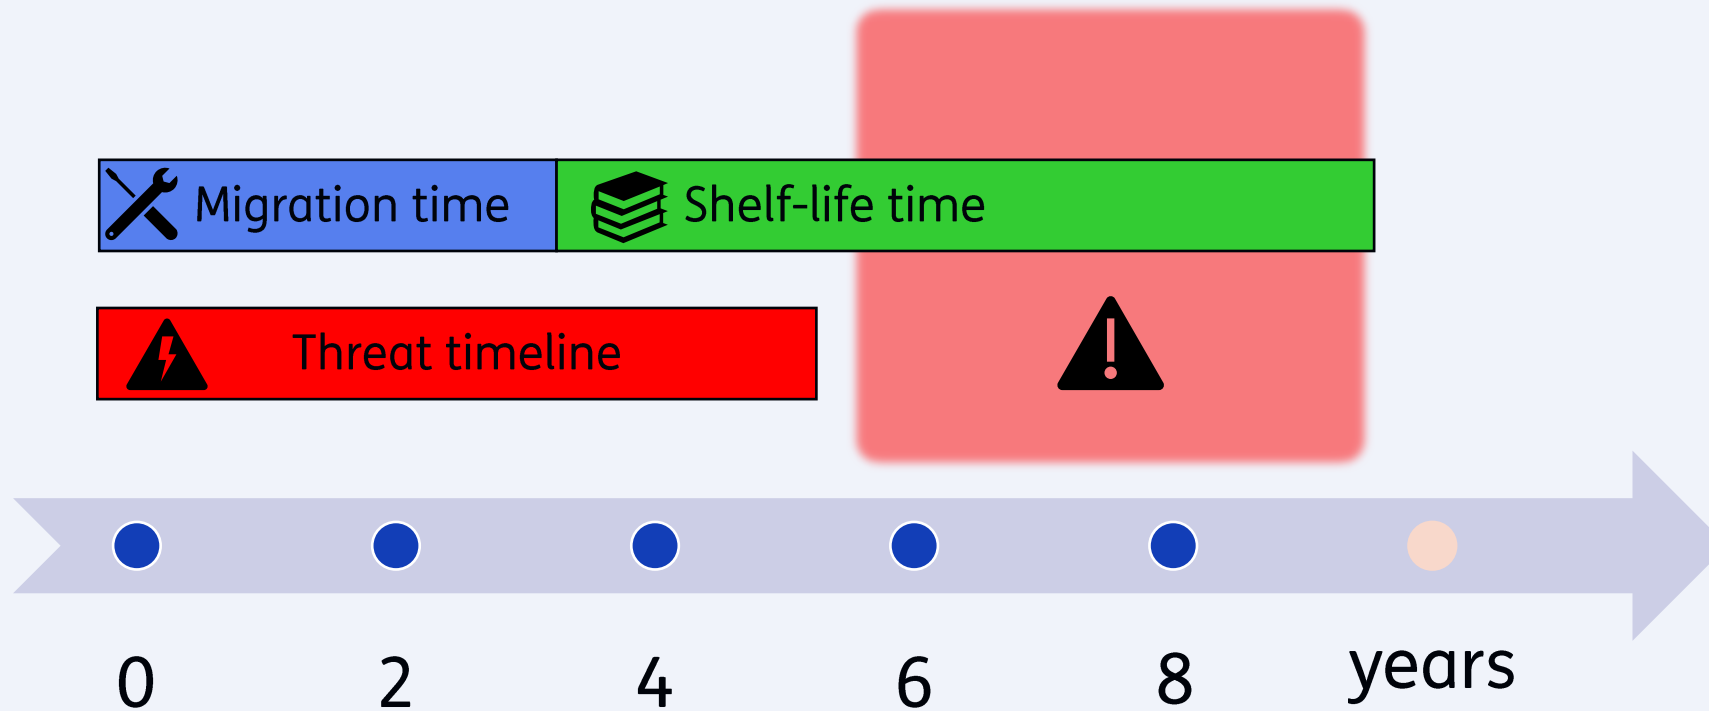 Migration time
Shelf-life time
Threat timeline
0 2 4 6 8 years